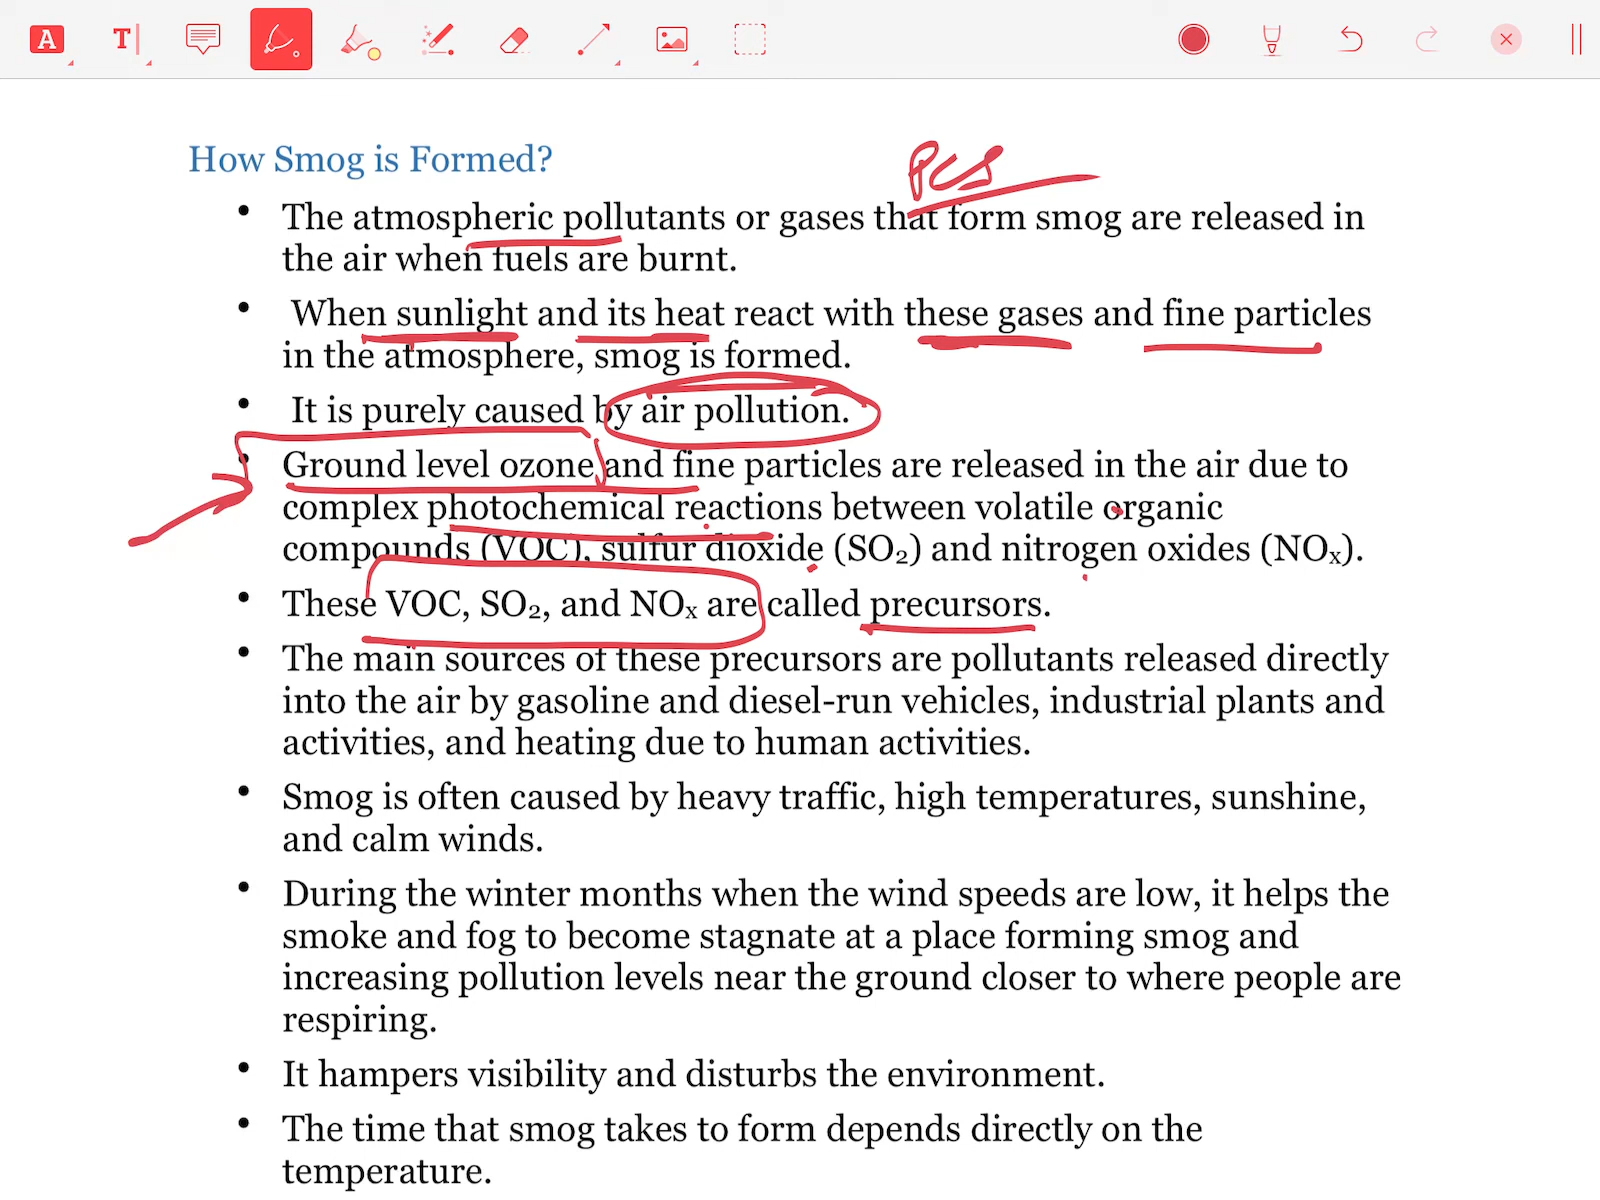 A
T
How Smog is Formed?
PCS
• The atmospheric pollutants or gases that form smog are released in
the air when fuels are burnt.
• When sunlight and its heat react with these gases and fine particles
in the atmosphere, smog is formed.
• It is purely caused by air pollution.
• Ground level ozone and fine particles are released in the air due to
complex photochemical reactions between volatile organic
compounds (VOC), sulfur dioxide (SO₂) and nitrogen oxides (NOₓ).
• These VOC, SO₂, and NOₓ are called precursors.
• The main sources of these precursors are pollutants released directly
into the air by gasoline and diesel-run vehicles, industrial plants and
activities, and heating due to human activities.
• Smog is often caused by heavy traffic, high temperatures, sunshine,
and calm winds.
• During the winter months when the wind speeds are low, it helps the
smoke and fog to become stagnate at a place forming smog and
increasing pollution levels near the ground closer to where people are
respiring.
• It hampers visibility and disturbs the environment.
• The time that smog takes to form depends directly on the
temperature.